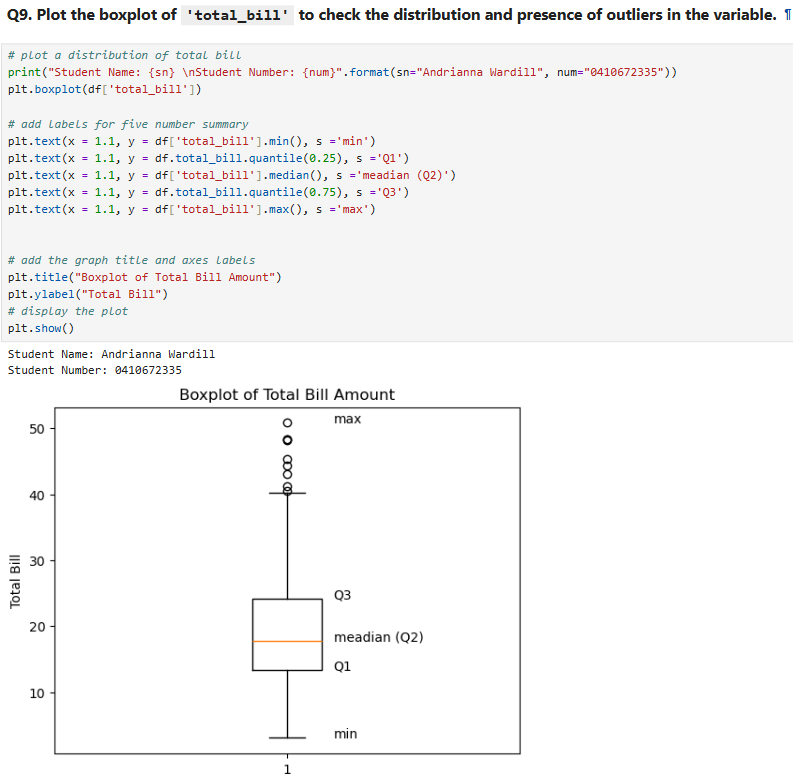 Q9. Plot the boxplot of 'total_bill' to check the distribution and presence of outliers in the variable. ¶
# plot a distribution of total bill
print("Student Name: {sn} \nStudent Number: {num}".format(sn="Andrianna Wardill", num="0410672335"))
plt.boxplot(df['total_bill'])
# add labels for five number summary
plt.text(x = 1.1, y = df['total_bill'].min(), s ='min')
plt.text(x = 1.1, y = df.total_bill.quantile(0.25), s ='Q1')
plt.text(x = 1.1, y = df['total_bill'].median(), s ='meadian (Q2)')
plt.text(x = 1.1, y = df.total_bill.quantile(0.75), s ='Q3')
plt.text(x = 1.1, y = df['total_bill'].max(), s ='max')
# add the graph title and axes labels
plt.title("Boxplot of Total Bill Amount")
plt.ylabel("Total Bill")
# display the plot
plt.show()
Student Name: Andrianna Wardill
Student Number: 0410672335
Boxplot of Total Bill Amount
max
50
40
30
Q3
20
meadian (Q2)
Q1
10
min
Total Bill
1